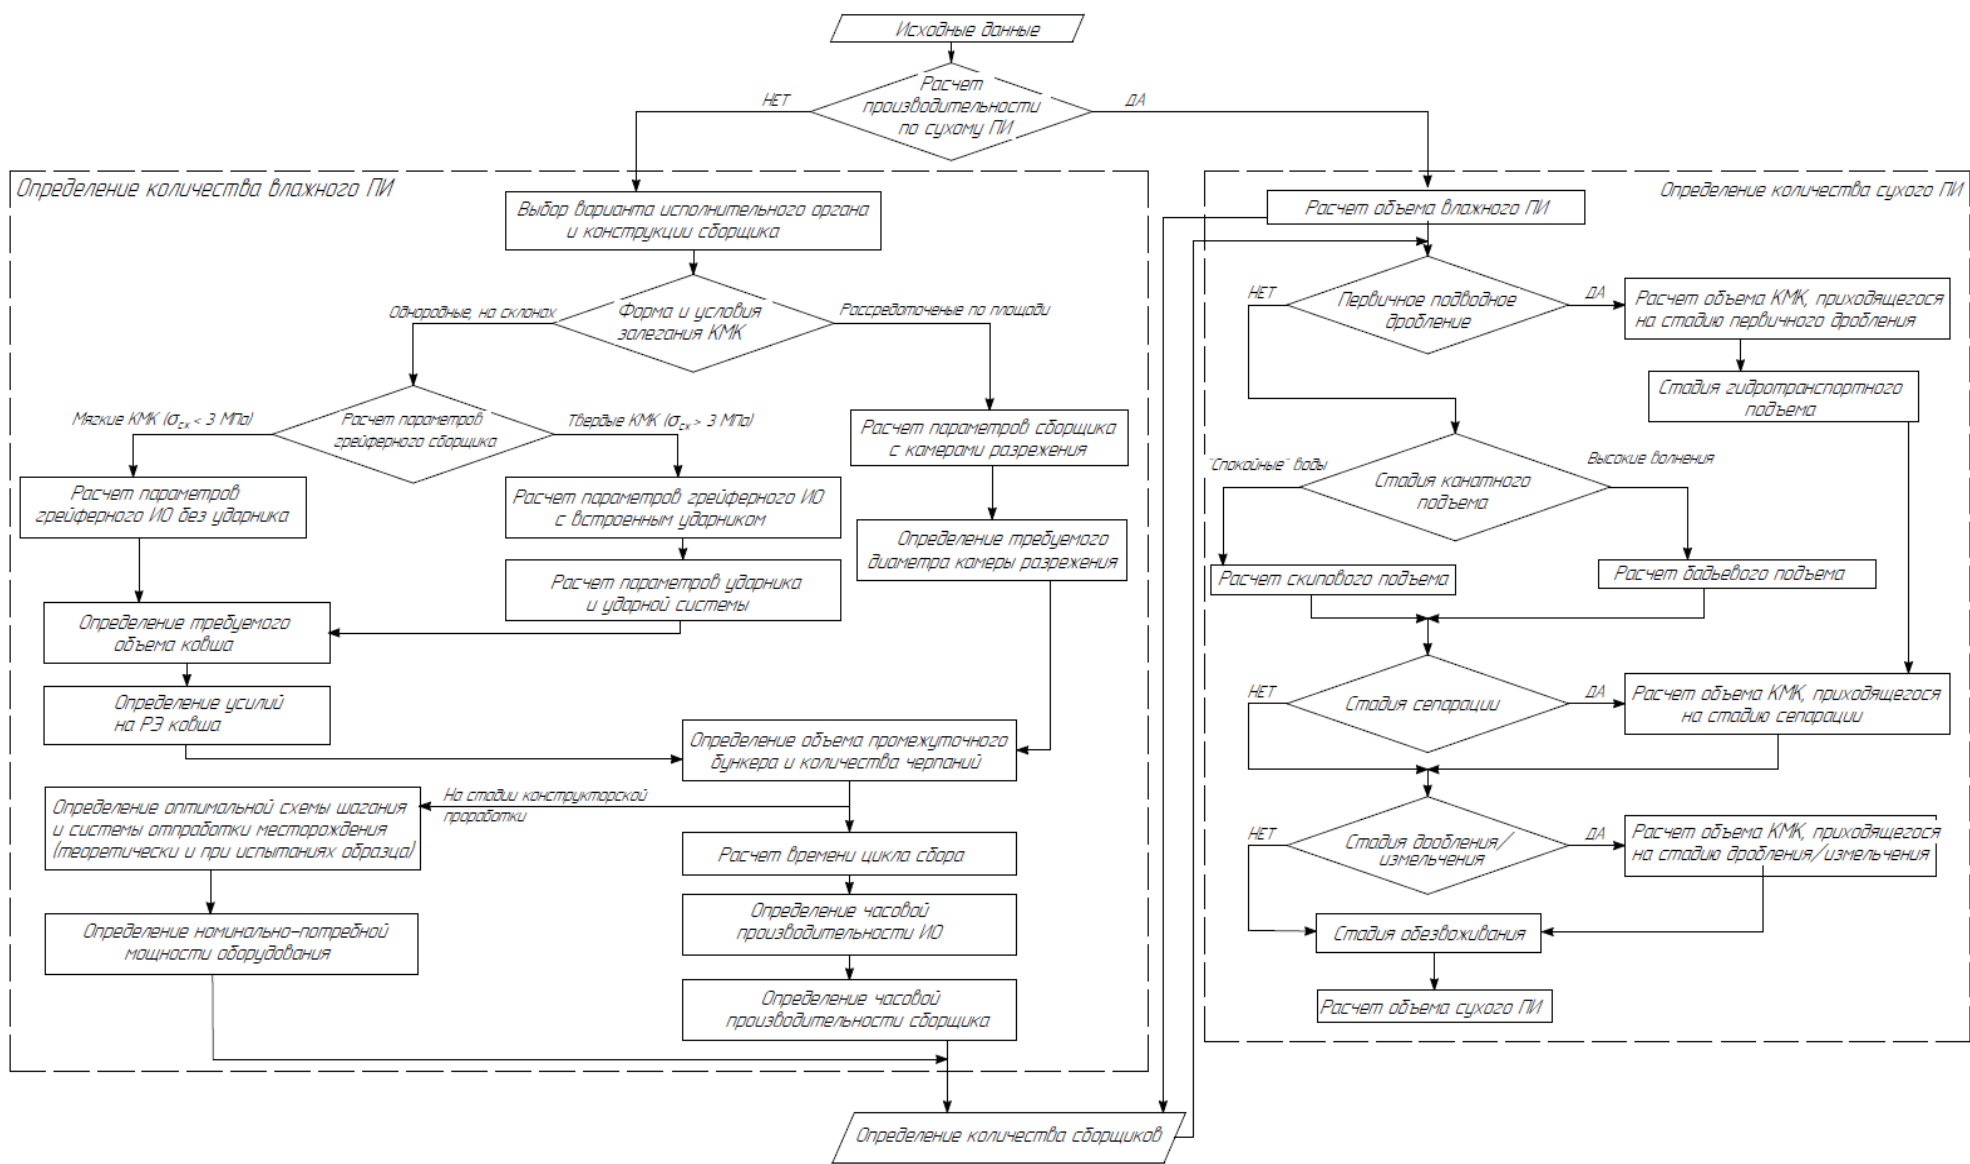 Исходные данные
Расчет
производительности
по сухому ПИ
НЕТ
ДА
Определение количества влажного ПИ
Выбор варианта исполнительного органа
и конструкции сборщика
Форма и условия
залегания КМК
Однородные, на склонах
Рассредоточеные по площади
Расчет параметров
грейферного сборщика
Мягкие КМК (σсж < 3 МПа)
Твердые КМК (σсж > 3 МПа)
Расчет параметров сборщика
с камерами разрежения
Расчет параметров
грейферного ИО без ударника
Расчет параметров грейферного ИО
с встроенным ударником
Определение требуемого
диаметра камеры разрежения
Расчет параметров ударника
и ударной системы
Определение требуемого
объема ковша
Определение усилий
на РЭ ковша
Определение объема промежуточного
бункера и количества черпаний
На стадии конструкторской
проработки
Определение оптимальной схемы шагания
и системы отпработки месторождения
(теоретически и при испытаниях образца)
Расчет времени цикла сбора
Определение номинально-потребной
мощности оборудования
Определение часовой
производительности ИО
Определение часовой
производительности сборщика
Определение количества сборщиков
Определение количества сухого ПИ
Расчет объема влажного ПИ
Первичное подводное
дробление
НЕТ
ДА
Расчет объема КМК, приходящегося
на стадию первичного дробления
Стадия гидротранспортного
подъема
Стадия канатного
подъема
"Спокойные" воды
Высокие волнения
Расчет скипового подъема
Расчет бадьевого подъема
Стадия сепарации
НЕТ
ДА
Расчет объема КМК, приходящегося
на стадию сепарации
Стадия дробления/
измельчения
НЕТ
ДА
Расчет объема КМК, приходящегося
на стадию дробления/измельчения
Стадия обезвоживания
Расчет объема сухого ПИ